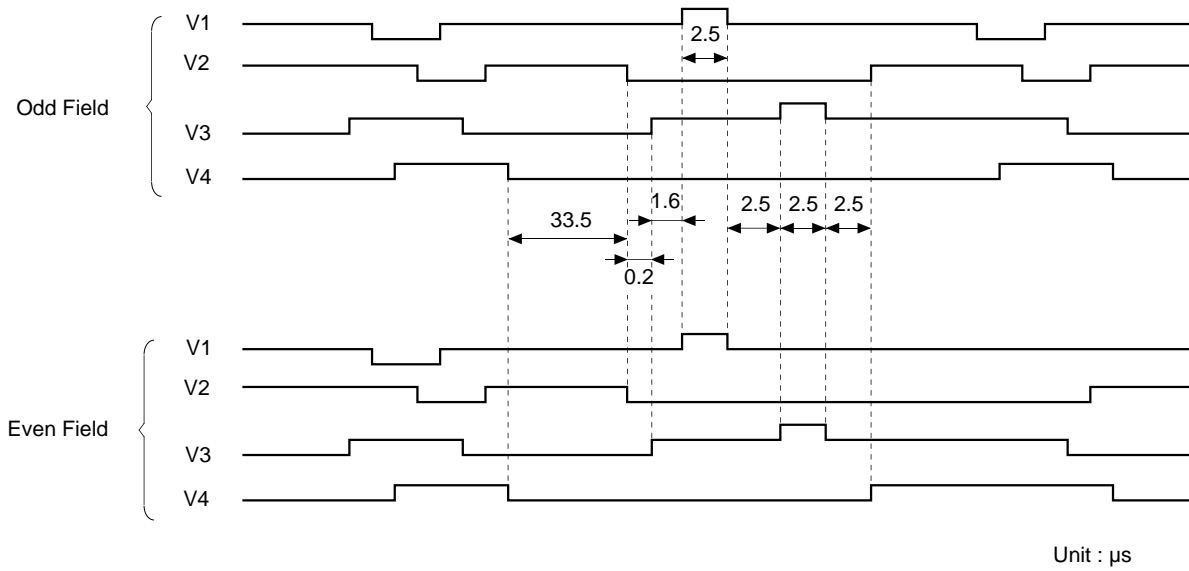 V1
2.5
V2
Odd Field
V3
V4
1.6
2.5 2.5 2.5
33.5
0.2
V1
V2
Even Field
V3
V4
Unit : µs